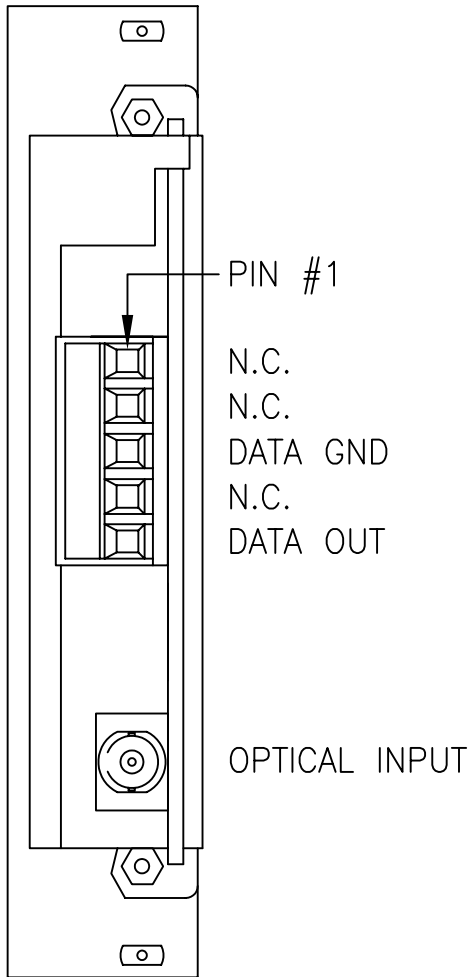 PIN #1
N.C.
N.C.
DATA GND
N.C.
DATA OUT
OPTICAL INPUT